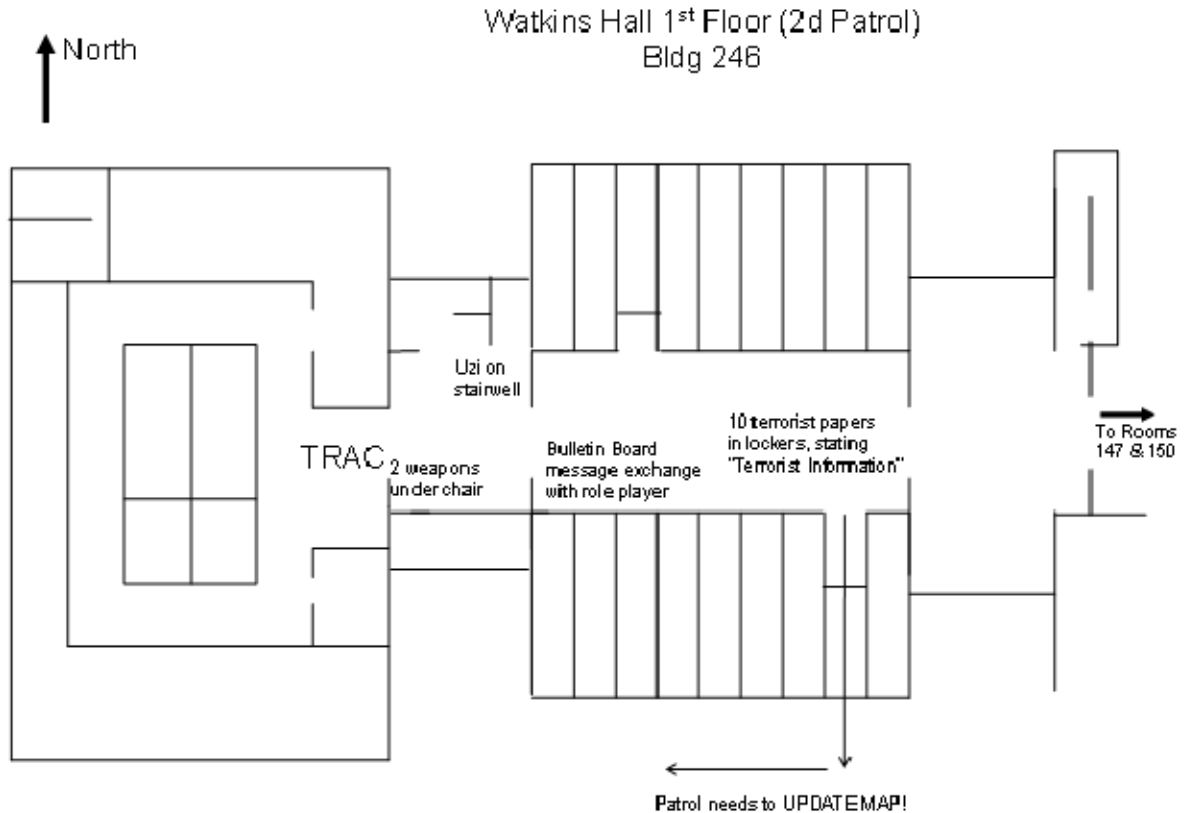 Watkins Hall 1st Floor (2d Patrol)
Bldg 246
North
Uzi on
stairwell
TRAC
2 weapons
under chair
Bulletin Board
message exchange
with role player
10 terrorist papers
in lockers, stating
"Terrorist Information"
To Rooms
147 & 150
Patrol needs to UPDATE MAP!